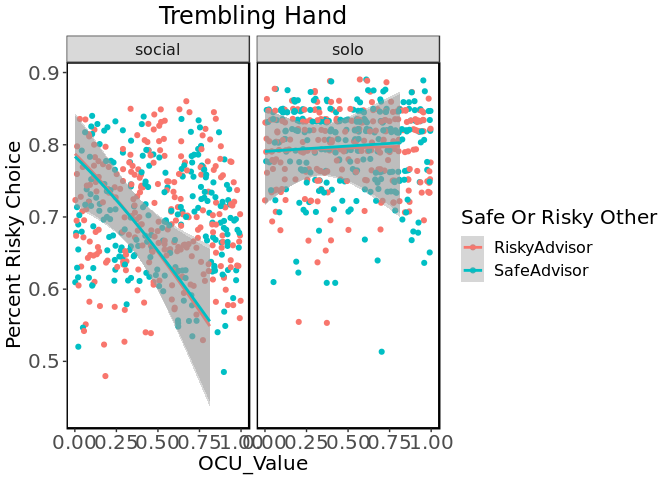 Trembling Hand
social solo
Percent Risky Choice
0.9
0.8
0.7
0.6
0.5
0.00 0.25 0.50 0.75 1.00 0.00 0.25 0.50 0.75 1.00
OCU_Value
Safe Or Risky Other
RiskyAdvisor
SafeAdvisor